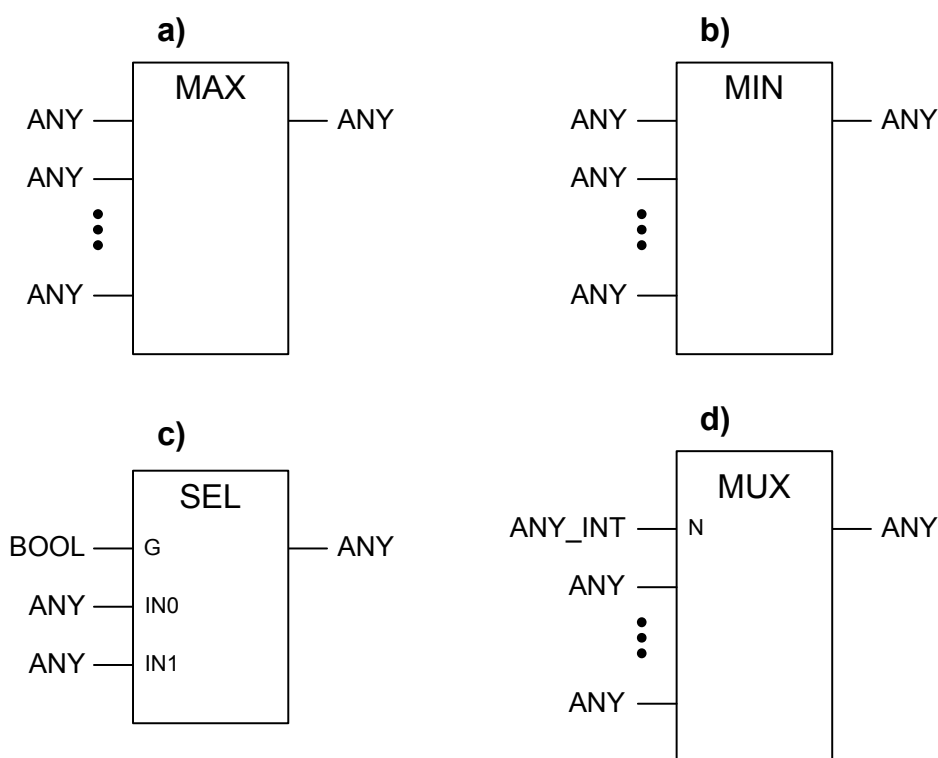 a)
MAX
ANY
ANY
ANY
ANY
b)
MIN
ANY
ANY
ANY
ANY
c)
SEL
BOOL
G
ANY
ANY
IN0
ANY
IN1
d)
MUX
ANY_INT
N
ANY
ANY
ANY